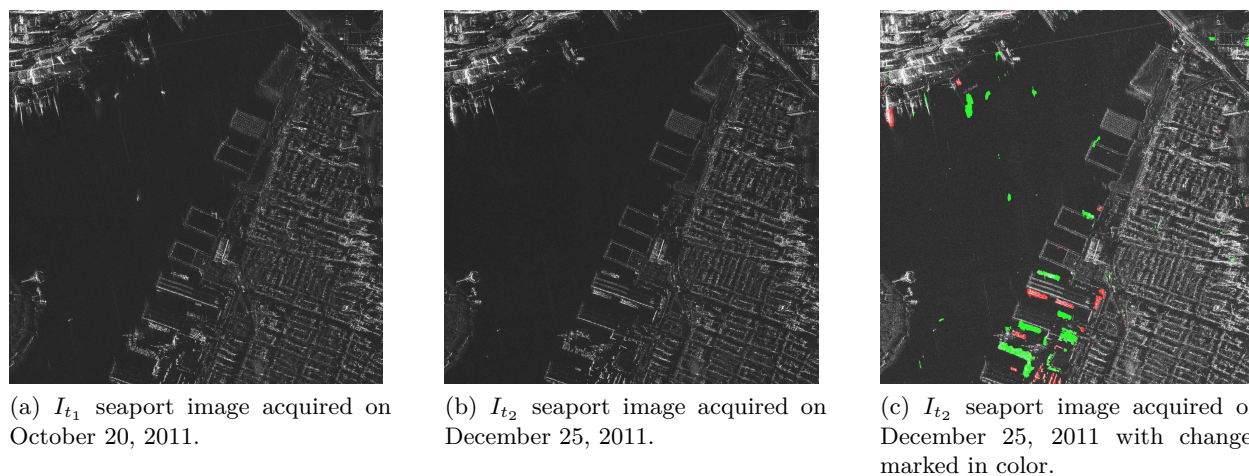 (a) I_{t_1} seaport image acquired on
October 20, 2011.
(b) I_{t_2} seaport image acquired on
December 25, 2011.
(c) I_{t_2} seaport image acquired o
December 25, 2011 with change
marked in color.